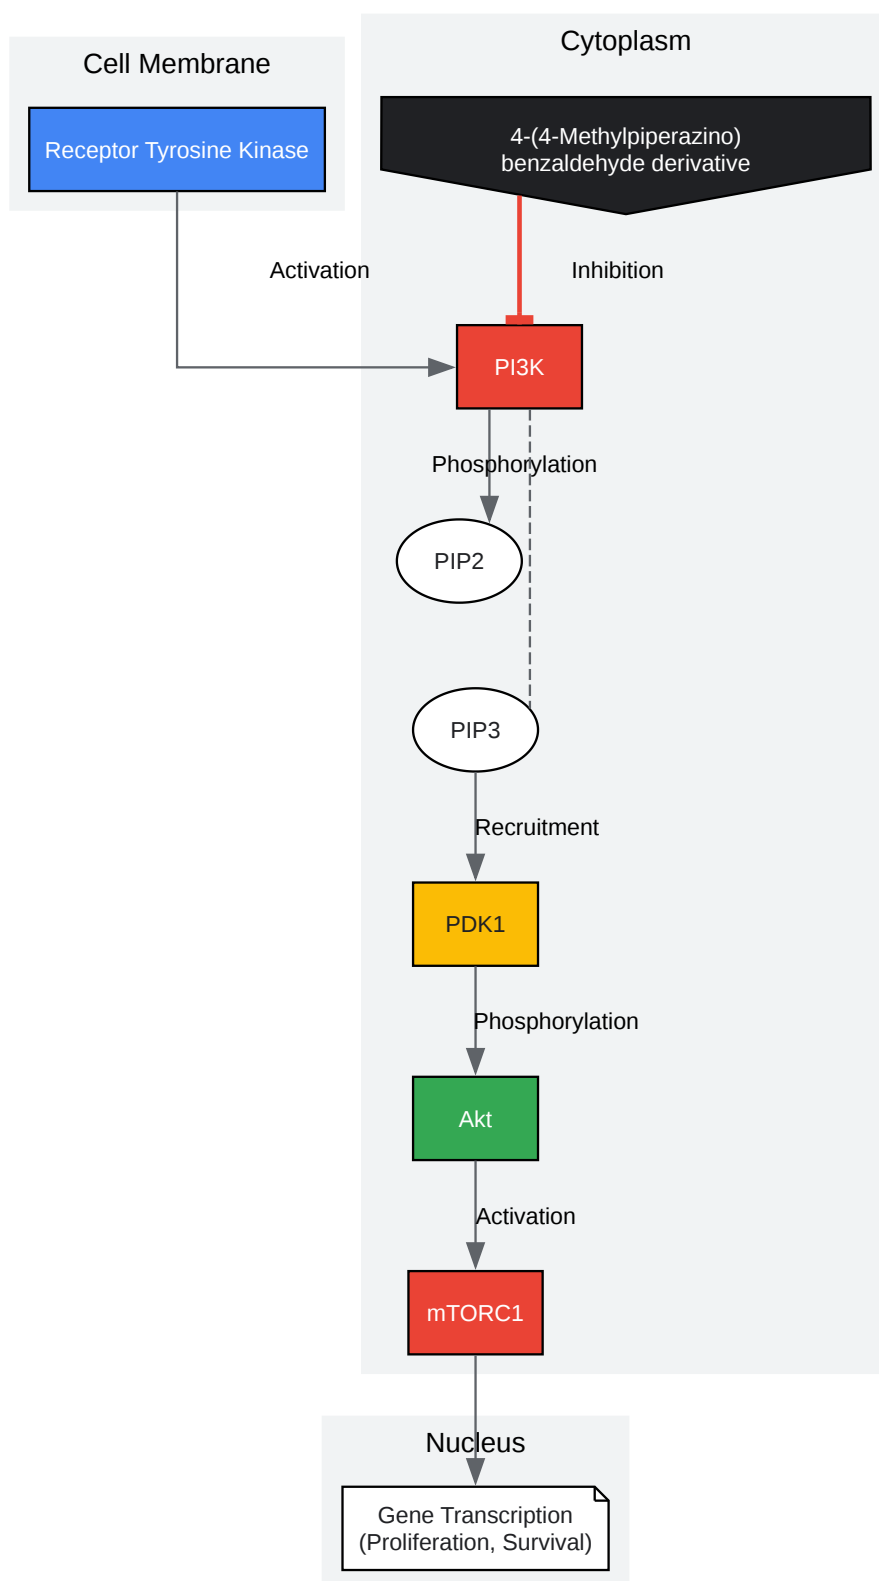 Cell Membrane
Receptor Tyrosine Kinase
Cytoplasm
4-(4-Methylpiperazino)
benzaldehyde derivative
Activation
Inhibition
PI3K
Phosphorylation
PIP2
PIP3
Recruitment
PDK1
Phosphorylation
Akt
Activation
mTORC1
Nucleus
Gene Transcription
(Proliferation, Survival)